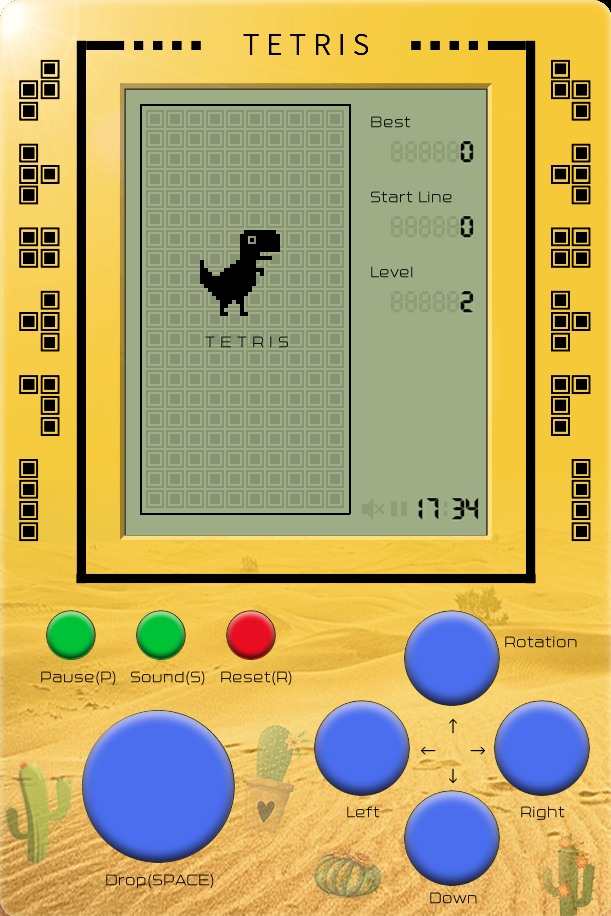 TETRIS
Best
0
Start Line
0
Level
2
TETRIS
17:34
Rotation
Pause(P) Sound(S) Reset(R)
↑
← →
↓
Left Right
Drop(SPACE)
Down